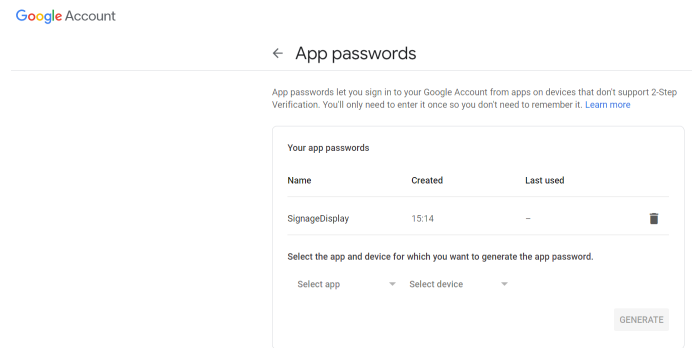 Google Account
← App passwords
App passwords let you sign in to your Google Account from apps on devices that don't support 2-Step
Verification. You'll only need to enter it once so you don't need to remember it. Learn more
Your app passwords
Name Created Last used
SignageDisplay 15:14 –
Select the app and device for which you want to generate the app password.
Select app Select device
GENERATE